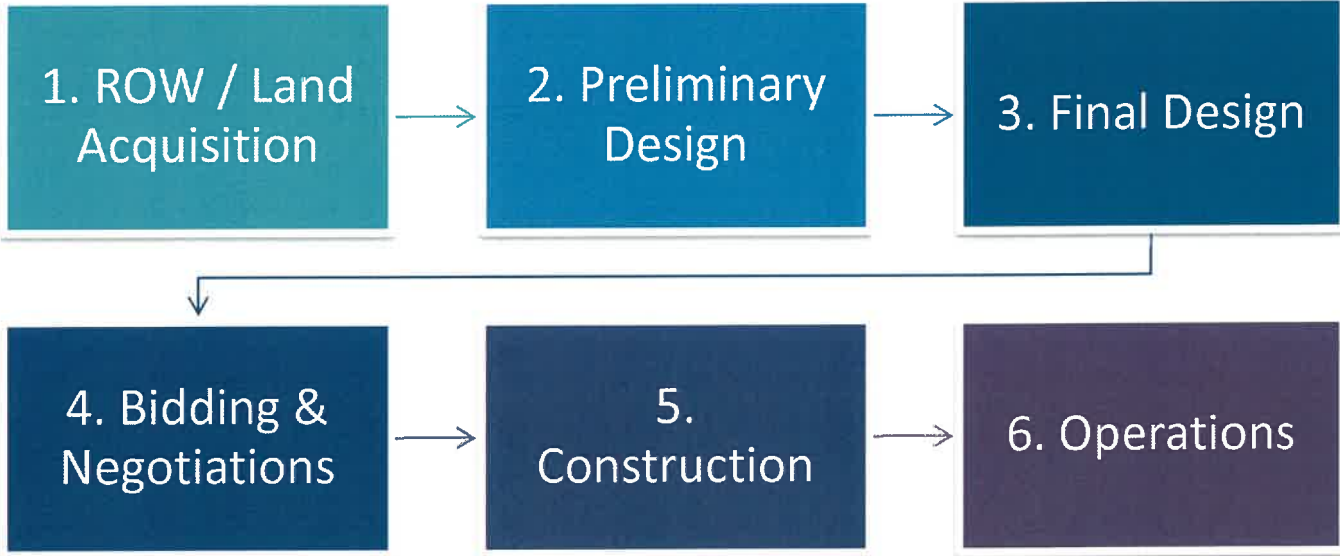 1. ROW / Land
Acquisition
2. Preliminary
Design
3. Final Design
4. Bidding &
Negotiations
5.
Construction
6. Operations